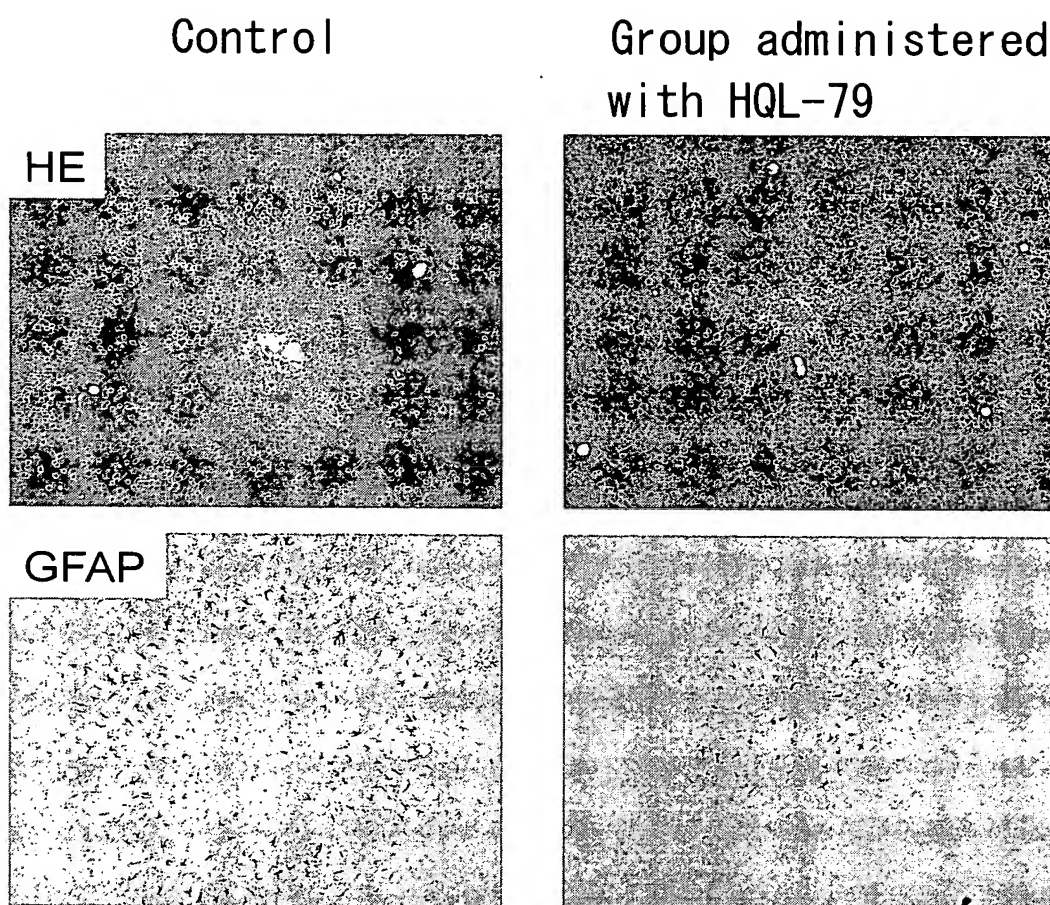 Control
Group administered
with HQL-79
HE
GFAP